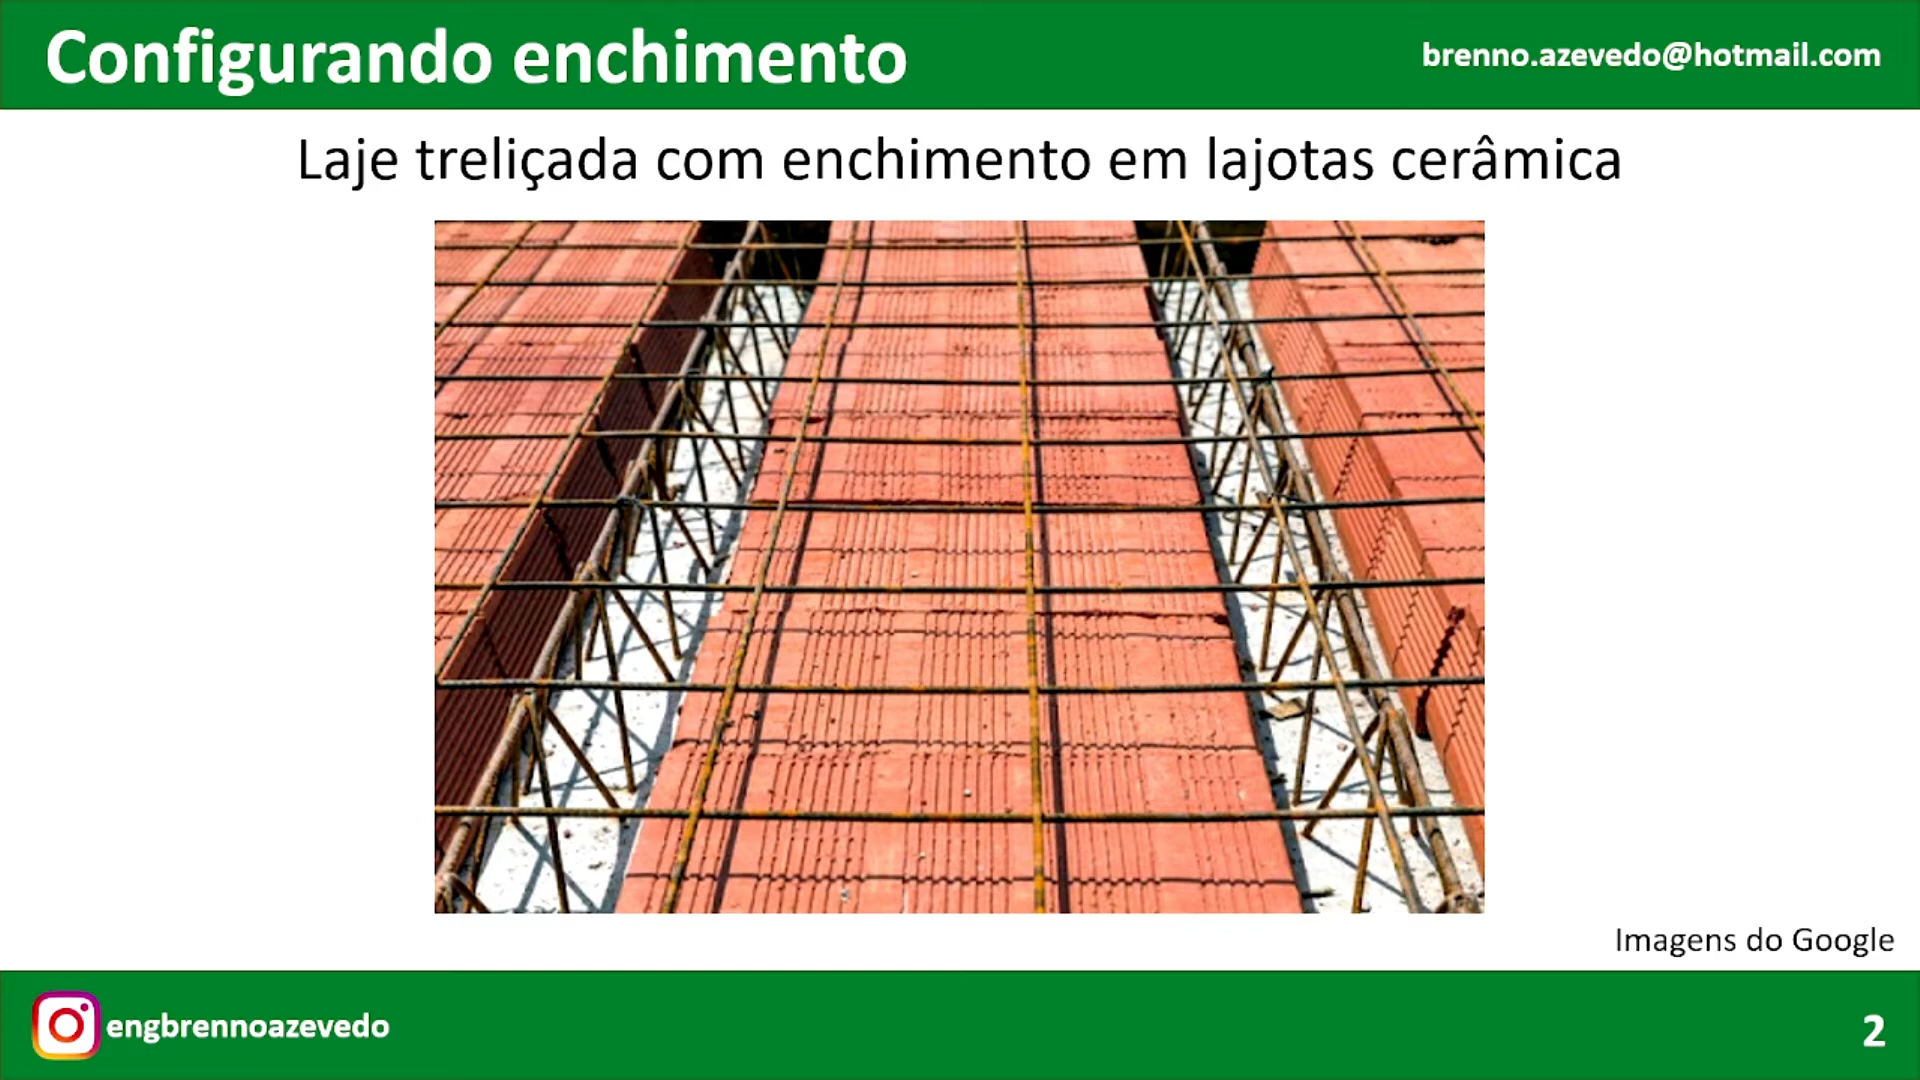 Configurando enchimento
brenno.azevedo@hotmail.com
Laje treliçada com enchimento em lajotas cerâmica
Imagens do Google
engbrennoazevedo
2